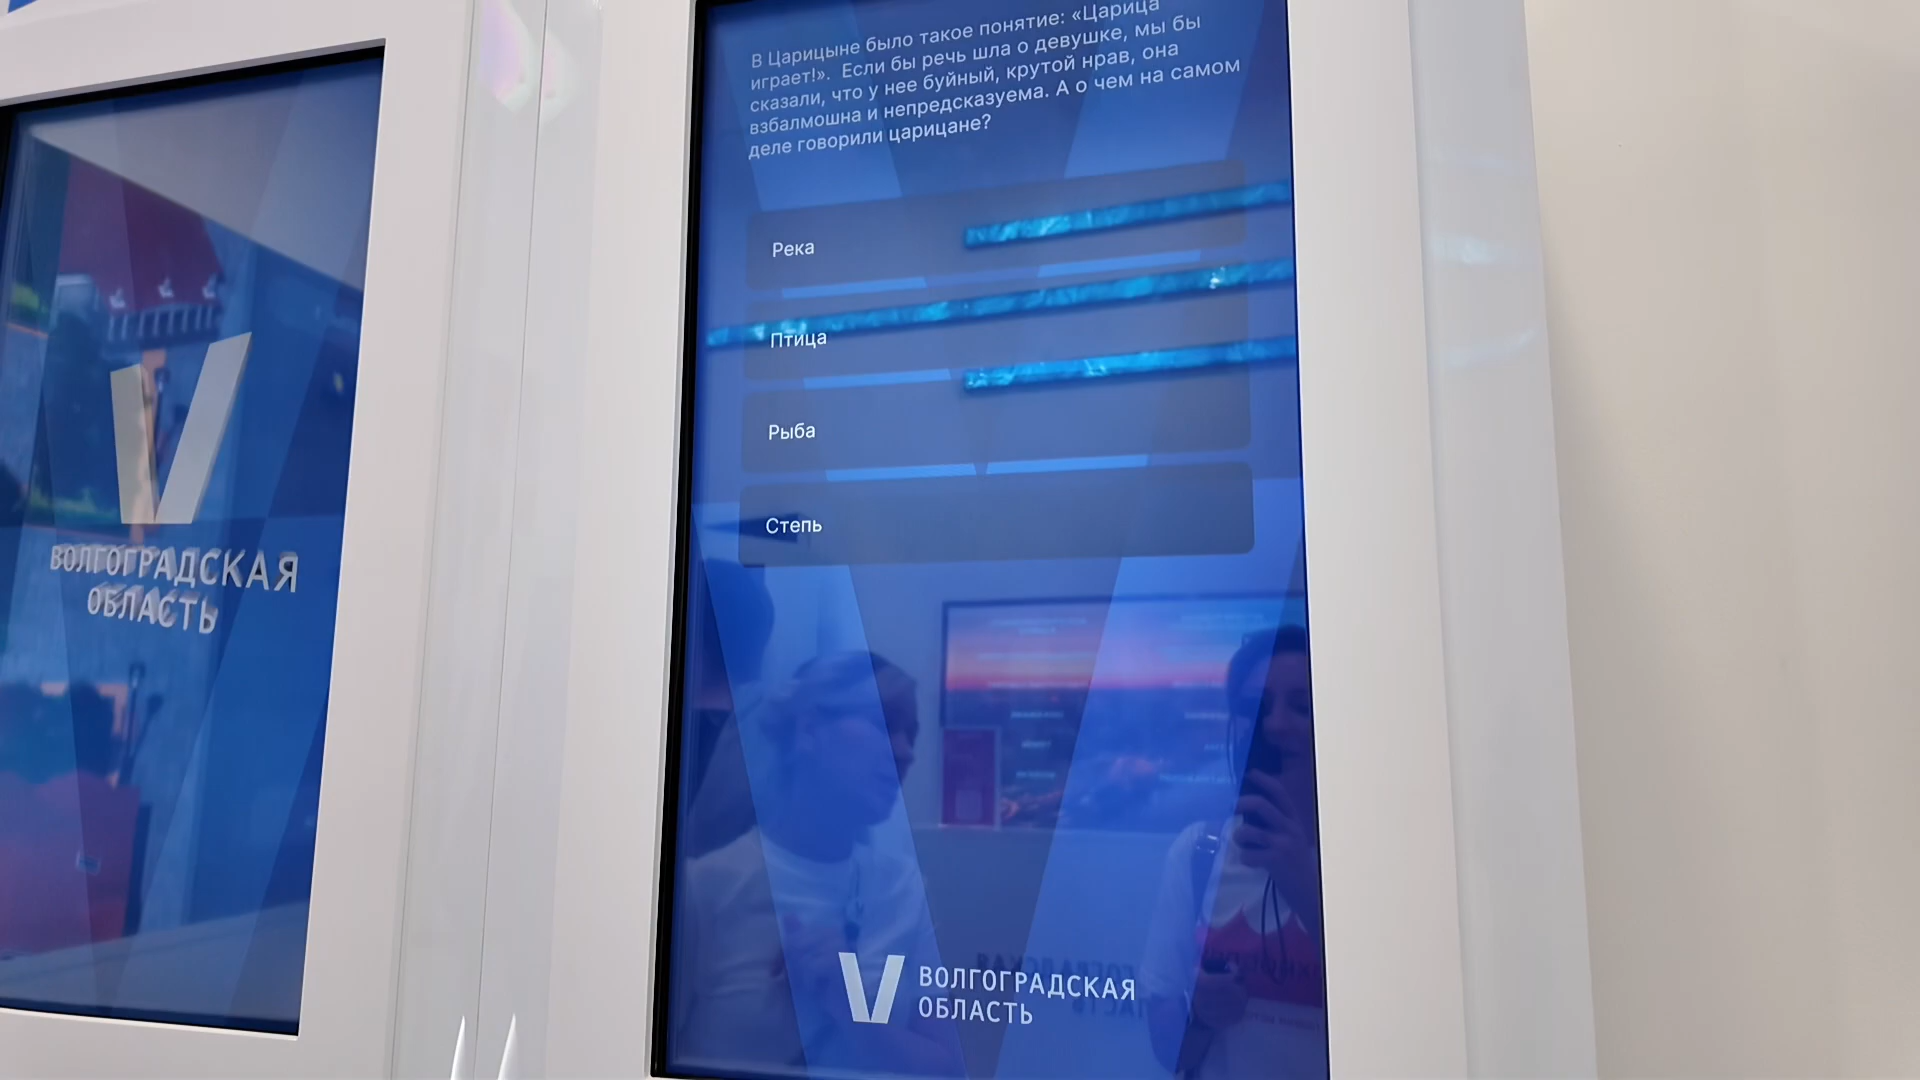 В Царицыне было такое понятие: «Царица
играет!». Если бы речь шла о девушке, мы бы
сказали, что у нее буйный, крутой нрав, она
взбалмошна и непредсказуема. А о чем на самом
деле говорили царицане?
Река
Птица
Рыба
Степь
ВОЛГОГРАДСКАЯ
ОБЛАСТЬ
ВОЛГОГРАДСКАЯ
ОБЛАСТЬ